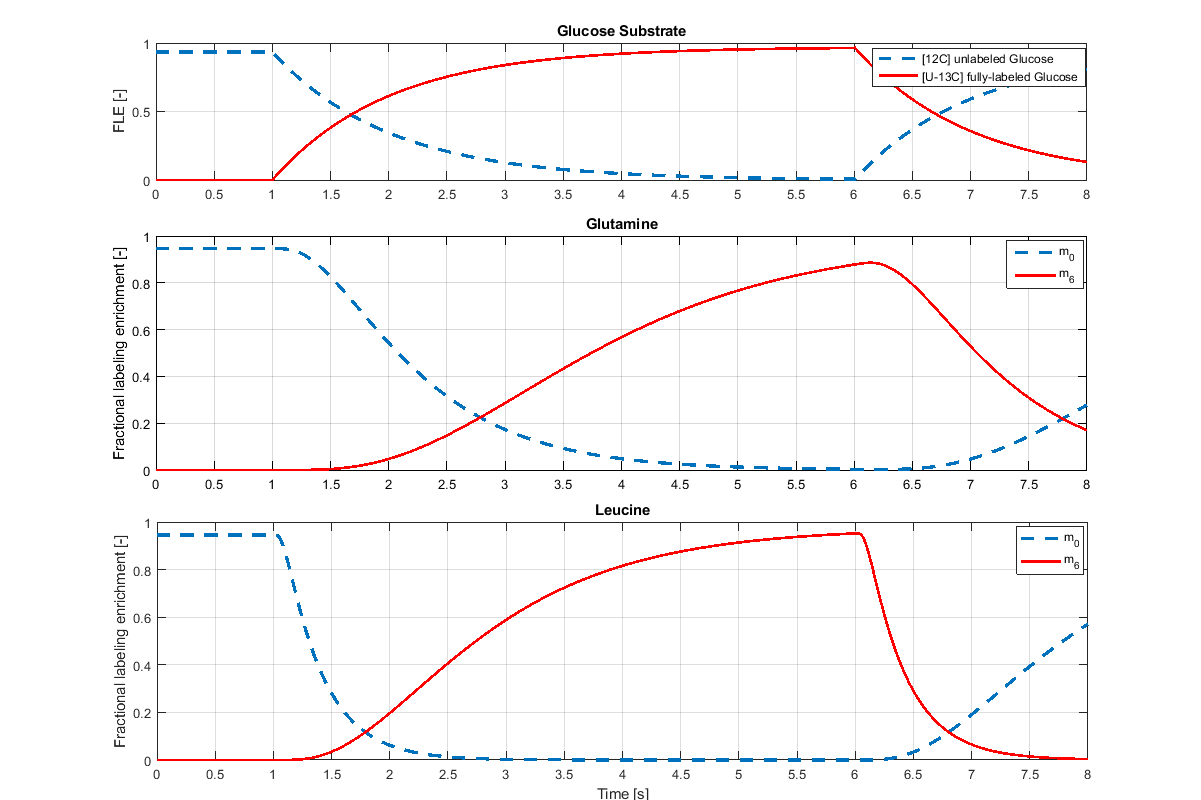 Glucose Substrate
1
0.5
0
FLE [-]
[12C] unlabeled Glucose
[U-13C] fully-labeled Glucose
0 0.5 1 1.5 2 2.5 3 3.5 4 4.5 5 5.5 6 6.5 7 7.5 8
Glutamine
1
0.8
0.6
0.4
0.2
0
Fractional labeling enrichment [-]
m0
m6
0 0.5 1 1.5 2 2.5 3 3.5 4 4.5 5 5.5 6 6.5 7 7.5 8
Leucine
1
0.8
0.6
0.4
0.2
0
Fractional labeling enrichment [-]
m0
m6
0 0.5 1 1.5 2 2.5 3 3.5 4 4.5 5 5.5 6 6.5 7 7.5 8
Time [s]